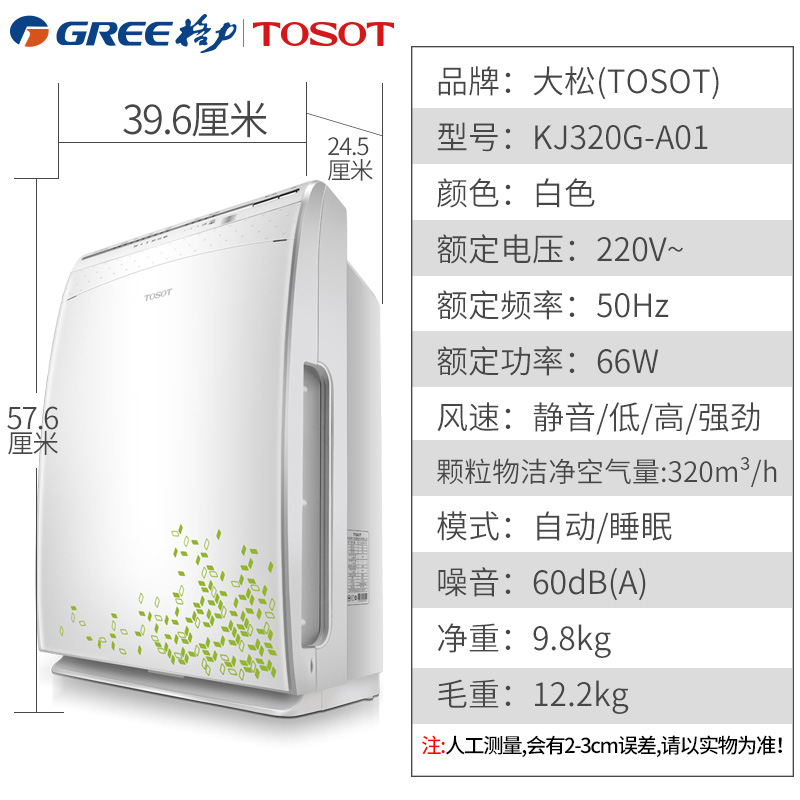 GREE格力 TOSOT
39.6厘米
24.5
厘米
TOSOT
57.6
厘米
品牌：大松(TOSOT)
型号：KJ320G-A01
颜色：白色
额定电压：220V~
额定频率：50Hz
额定功率：66W
风速：静音/低/高/强劲
颗粒物洁净空气量:320m³/h
模式：自动/睡眠
噪音：60dB(A)
净重：9.8kg
毛重：12.2kg
注:人工测量,会有2-3cm误差,请以实物为准!